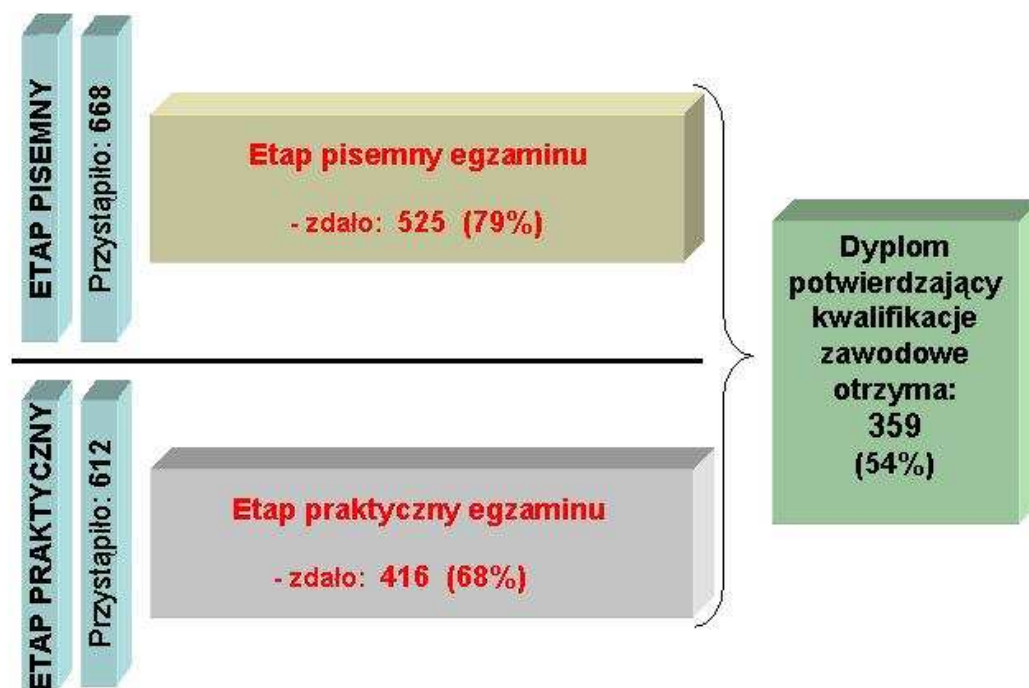 ETAP PISEMNY
Przystąpiło: 668
Etap pisemny egzaminu
- zdało: 525 (79%)
ETAP PRAKTYCZNY
Przystąpiło: 612
Etap praktyczny egzaminu
- zdało: 416 (68%)
Dyplom
potwierdzający
kwalifikacje
zawodowe
otrzyma:
359
(54%)